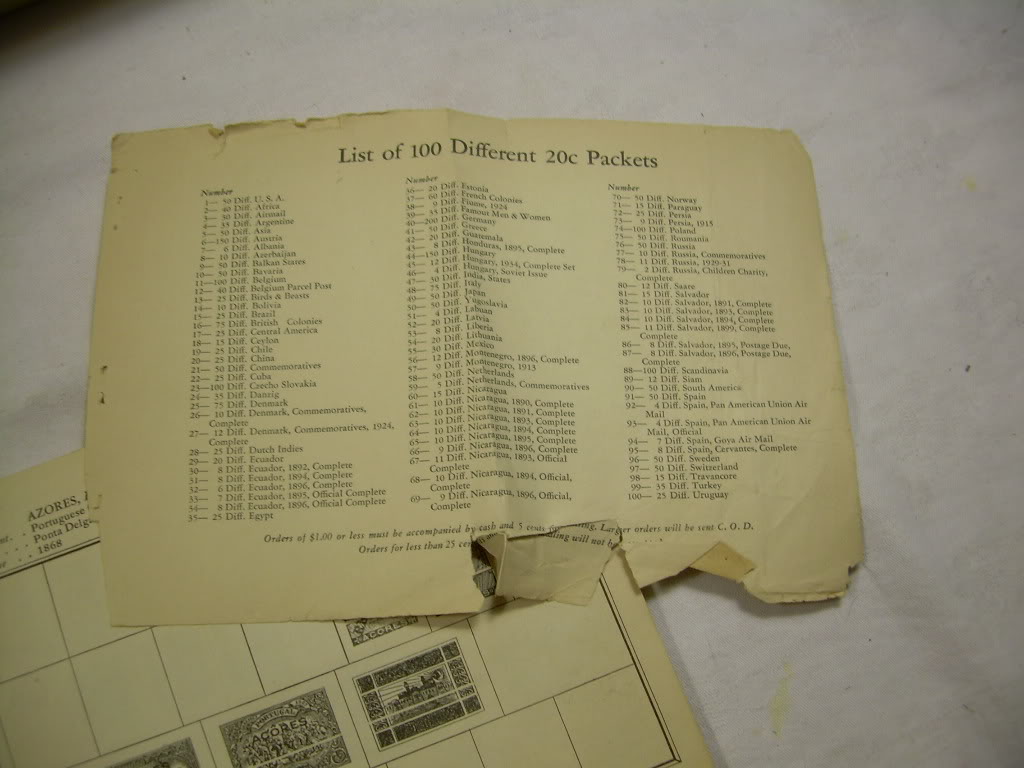 List of 100 Different 20c Packets
Number
1— 50 Diff. U. S. A.
2— 40 Diff. Africa
3— 30 Diff. Airmail
4— 35 Diff. Argentine
5— 50 Diff. Asia
6—150 Diff. Austria
7— 6 Diff. Albania
8— 10 Diff. Azerbaijan
9— 50 Diff. Balkan States
10— 50 Diff. Bavaria
11—100 Diff. Belgium
12— 40 Diff. Belgium Parcel Post
13— 25 Diff. Birds & Beasts
14— 10 Diff. Bolivia
15— 25 Diff. Brazil
16— 75 Diff. British Colonies
17— 25 Diff. Central America
18— 15 Diff. Ceylon
19— 25 Diff. Chile
20— 25 Diff. China
21— 50 Diff. Commemoratives
22— 25 Diff. Cuba
23—100 Diff. Czecho Slovakia
24— 35 Diff. Danzig
25— 75 Diff. Denmark
26— 10 Diff. Denmark, Commemoratives,
Complete
27— 12 Diff. Denmark, Commemoratives, 1924,
Complete
28— 25 Diff. Dutch Indies
29— 20 Diff. Ecuador
30— 8 Diff. Ecuador, 1892, Complete
31— 8 Diff. Ecuador, 1894, Complete
32— 6 Diff. Ecuador, 1896, Complete
33— 7 Diff. Ecuador, 1895, Official Complete
34— 8 Diff. Ecuador, 1896, Official Complete
35— 25 Diff. Egypt
Number
36— 20 Diff. Estonia
37— 60 Diff. French Colonies
38— 9 Diff. Fiume, 1924
39— 35 Diff. Famous Men & Women
40—200 Diff. Germany
41— 50 Diff. Greece
42— 20 Diff. Guatemala
43— 8 Diff. Honduras, 1895, Complete
44—150 Diff. Hungary
45— 12 Diff. Hungary, 1934, Complete Set
46— 4 Diff. Hungary, Soviet Issue
47— 30 Diff. India, States
48— 75 Diff. Italy
49— 50 Diff. Japan
50— 50 Diff. Yugoslavia
51— 4 Diff. Labuan
52— 20 Diff. Latvia
53— 8 Diff. Liberia
54— 20 Diff. Lithuania
55— 30 Diff. Mexico
56— 12 Diff. Montenegro, 1896, Complete
57— 9 Diff. Montenegro, 1913
58— 50 Diff. Netherlands
59— 5 Diff. Netherlands, Commemoratives
60— 15 Diff. Nicaragua
61— 10 Diff. Nicaragua, 1890, Complete
62— 10 Diff. Nicaragua, 1891, Complete
63— 10 Diff. Nicaragua, 1893, Complete
64— 10 Diff. Nicaragua, 1894, Complete
65— 10 Diff. Nicaragua, 1895, Complete
66— 9 Diff. Nicaragua, 1896, Complete
67— 11 Diff. Nicaragua, 1893, Official
Complete
68— 10 Diff. Nicaragua, 1894, Official,
Complete
69— 9 Diff. Nicaragua, 1896, Official,
Complete
Number
70— 50 Diff. Norway
71— 15 Diff. Paraguay
72— 25 Diff. Persia
73— 9 Diff. Persia, 1915
74—100 Diff. Poland
75— 50 Diff. Roumania
76— 50 Diff. Russia
77— 10 Diff. Russia, Commemoratives
78— 11 Diff. Russia, 1929-31
79— 2 Diff. Russia, Children Charity,
Complete
80— 12 Diff. Saare
81— 15 Diff. Salvador
82— 10 Diff. Salvador, 1891, Complete
83— 10 Diff. Salvador, 1893, Complete
84— 10 Diff. Salvador, 1894, Complete
85— 11 Diff. Salvador, 1899, Complete
Complete
86— 8 Diff. Salvador, 1895, Postage Due,
87— 8 Diff. Salvador, 1896, Postage Due,
Complete
88—100 Diff. Scandinavia
89— 12 Diff. Siam
90— 50 Diff. South America
91— 50 Diff. Spain
92— 4 Diff. Spain, Pan American Union Air
Mail
93— 4 Diff. Spain, Pan American Union Air
Mail, Official
94— 7 Diff. Spain, Goya Air Mail
95— 8 Diff. Spain, Cervantes, Complete
96— 50 Diff. Sweden
97— 50 Diff. Switzerland
98— 15 Diff. Travancore
99— 35 Diff. Turkey
100— 25 Diff. Uruguay
Orders of $1.00 or less must be accompanied by cash and 5 cents Larger orders will be sent C. O. D.
Orders for less than 25 will not
AZORES,
Portuguese
Ponta Delg
1868
AÇORES
AÇORES